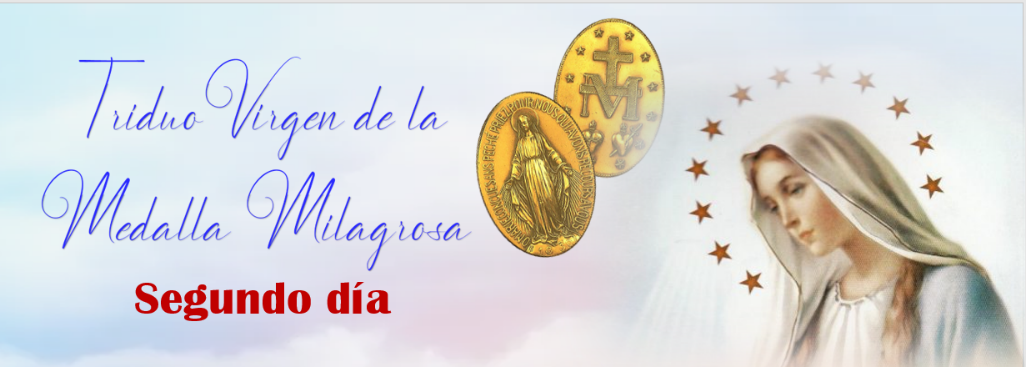 Triduo Virgen de la
Medalla Milagrosa
Segundo día
M